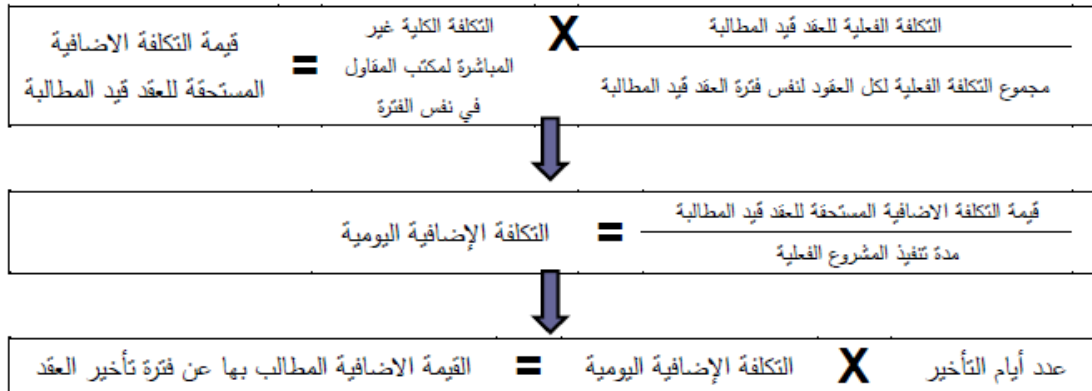 التكلفة الفعلية للعقد قيد المطالبة
مجموع التكلفة الفعلية لكل العقود لنفس فترة العقد قيد المطالبة
X
التكلفة الكلية غير
المباشرة لمكتب المقاول
في نفس الفترة
=
قيمة التكلفة الاضافية
المستحقة للعقد قيد المطالبة
قيمة التكلفة الاضافية المستحقة للعقد قيد المطالبة
مدة تنفيذ المشروع الفعلية
=
التكلفة الإضافية اليومية
عدد أيام التأخير X التكلفة الإضافية اليومية = القيمة الاضافية المطالب بها عن فترة تأخير العقد